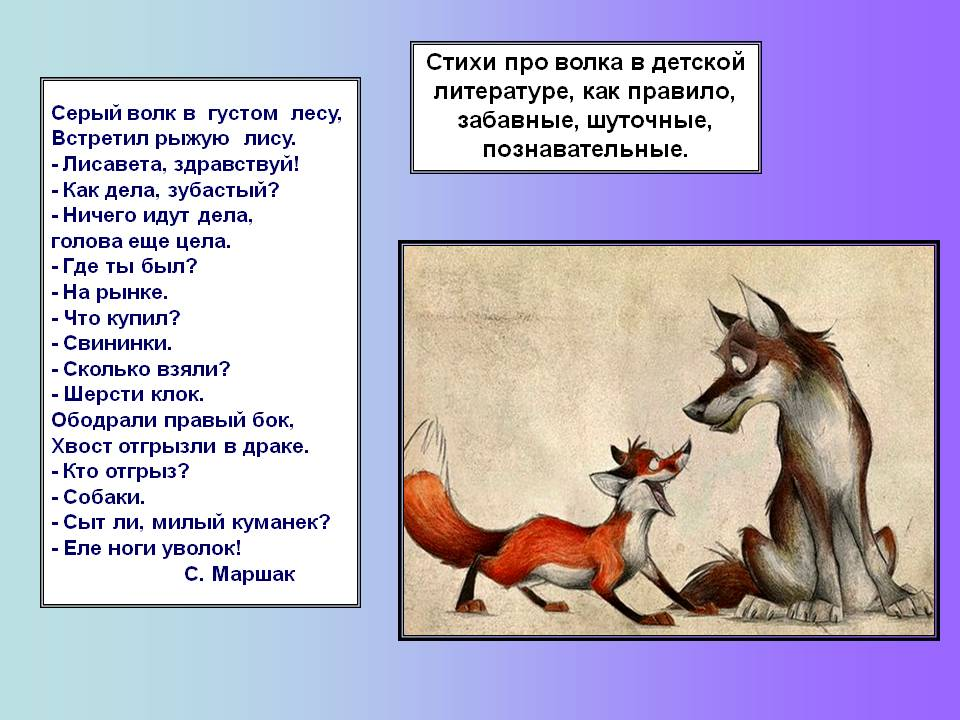 Стихи про волка в детской
литературе, как правило,
забавные, шуточные,
познавательные.
Серый волк в густом лесу,
Встретил рыжую лису.
- Лисавета, здравствуй!
- Как дела, зубастый?
- Ничего идут дела,
голова еще цела.
- Где ты был?
- На рынке.
- Что купил?
- Свининки.
- Сколько взяли?
- Шерсти клок.
Ободрали правый бок,
Хвост отгрызли в драке.
- Кто отгрыз?
- Собаки.
- Сыт ли, милый куманек?
- Еле ноги уволок!
С. Маршак